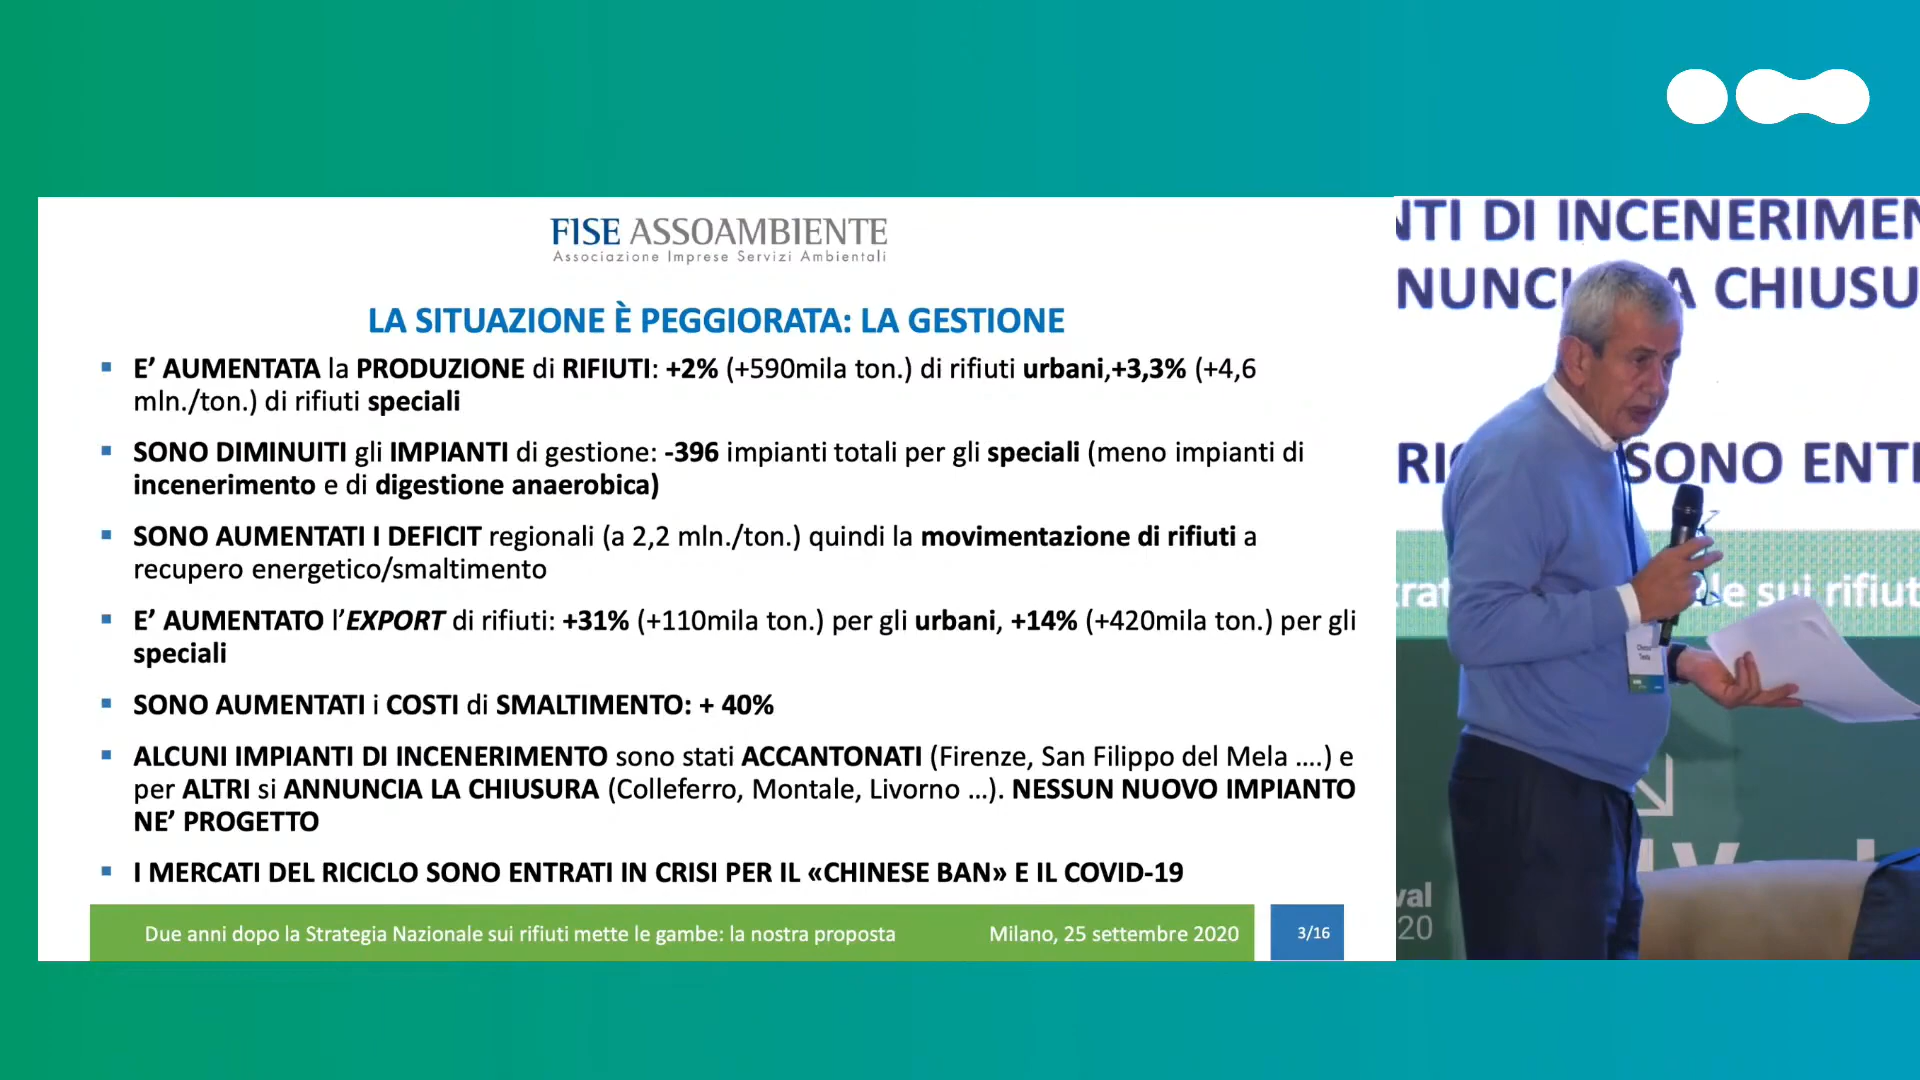 FISE ASSOAMBIENTE
Associazione Imprese Servizi Ambientali
LA SITUAZIONE È PEGGIORATA: LA GESTIONE
▪ E’ AUMENTATA la PRODUZIONE di RIFIUTI: +2% (+590mila ton.) di rifiuti urbani,+3,3% (+4,6
mln./ton.) di rifiuti speciali
▪ SONO DIMINUITI gli IMPIANTI di gestione: -396 impianti totali per gli speciali (meno impianti di
incenerimento e di digestione anaerobica)
▪ SONO AUMENTATI I DEFICIT regionali (a 2,2 mln./ton.) quindi la movimentazione di rifiuti a
recupero energetico/smaltimento
▪ E’ AUMENTATO l’EXPORT di rifiuti: +31% (+110mila ton.) per gli urbani, +14% (+420mila ton.) per gli
speciali
▪ SONO AUMENTATI i COSTI di SMALTIMENTO: + 40%
▪ ALCUNI IMPIANTI DI INCENERIMENTO sono stati ACCANTONATI (Firenze, San Filippo del Mela ....) e
per ALTRI si ANNUNCIA LA CHIUSURA (Colleferro, Montale, Livorno ...). NESSUN NUOVO IMPIANTO
NE’ PROGETTO
▪ I MERCATI DEL RICICLO SONO ENTRATI IN CRISI PER IL «CHINESE BAN» E IL COVID-19
Due anni dopo la Strategia Nazionale sui rifiuti mette le gambe: la nostra proposta Milano, 25 settembre 2020 3/16
NTI DI INCENERIMEN
NUNCI A CHIUSU
RI SONO ENT
le sui rifiut
val
20